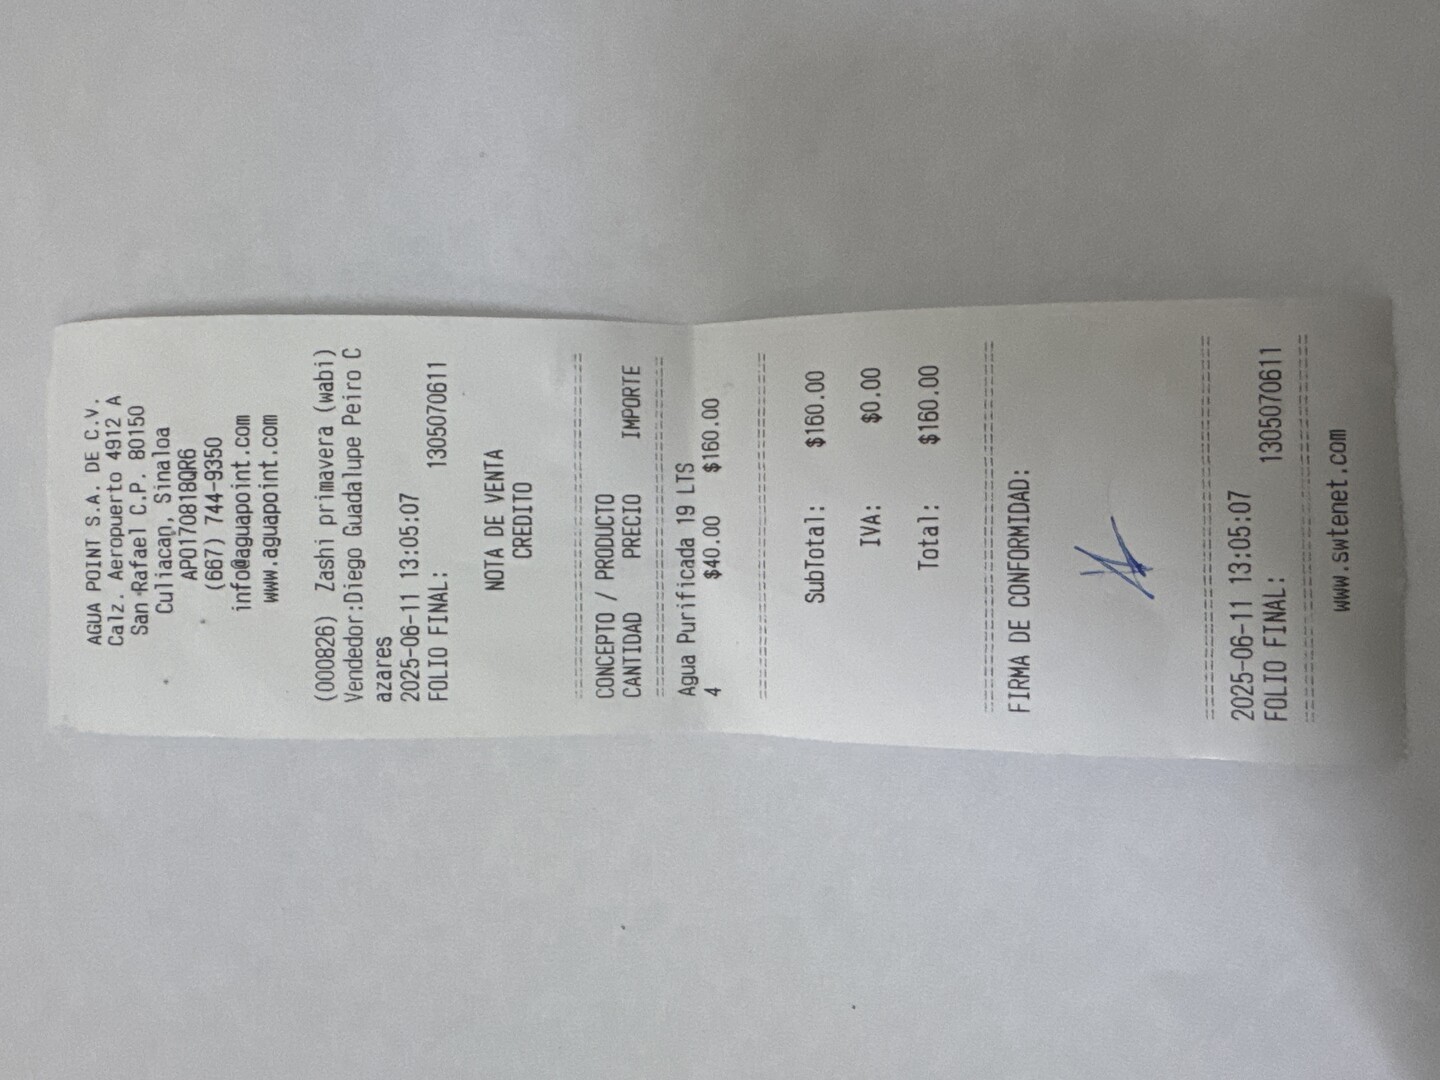 AGUA POINT S.A. DE C.V.
Calz. Aeropuerto 4912 A
San Rafael C.P. 80150
Culiacan, Sinaloa
APO170818QR6
(667) 744-9350
info@aguapoint.com
www.aguapoint.com
(000826) Zashi primavera (wabi)
Vendedor:Diego Guadalupe Peiro C
azares
2025-06-11 13:05:07
FOLIO FINAL: 1305070611
NOTA DE VENTA
CREDITO
================================
CONCEPTO / PRODUCTO
CANTIDAD PRECIO IMPORTE
================================
Agua Purificada 19 LTS
4 $40.00 $160.00
================================
SubTotal: $160.00
IVA: $0.00
Total: $160.00
================================
FIRMA DE CONFORMIDAD:
================================
2025-06-11 13:05:07
FOLIO FINAL: 1305070611
================================
www.swtenet.com